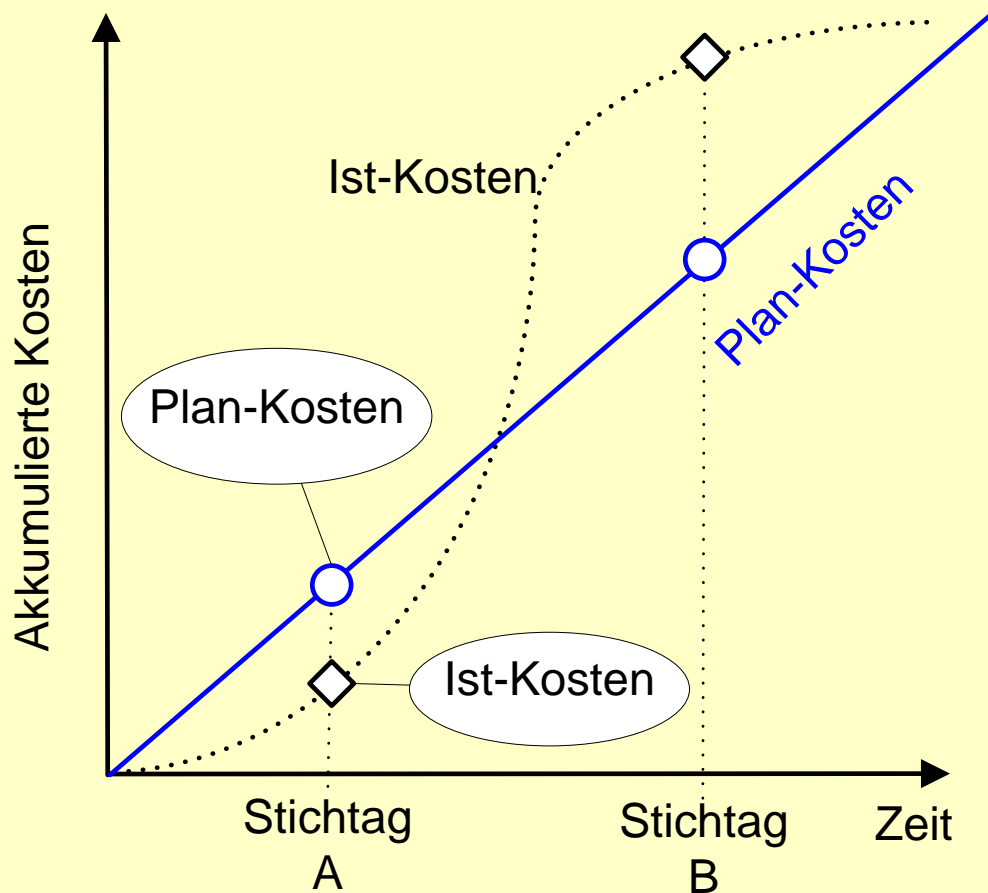 Akkumulierte Kosten
Ist-Kosten
Plan-Kosten
Plan-Kosten
Ist-Kosten
Stichtag
A
Stichtag
B
Zeit